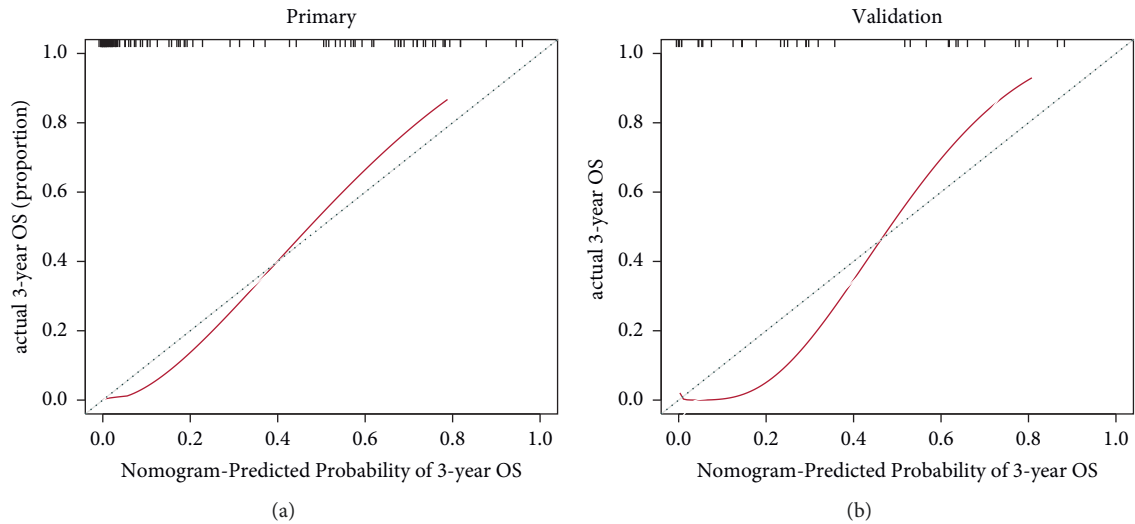 Primary
actual 3-year OS (proportion)
1.0
0.8
0.6
0.4
0.2
0.0
0.0 0.2 0.4 0.6 0.8 1.0
Nomogram-Predicted Probability of 3-year OS
(a)
Validation
actual 3-year OS
1.0
0.8
0.6
0.4
0.2
0.0
0.0 0.2 0.4 0.6 0.8 1.0
Nomogram-Predicted Probability of 3-year OS
(b)